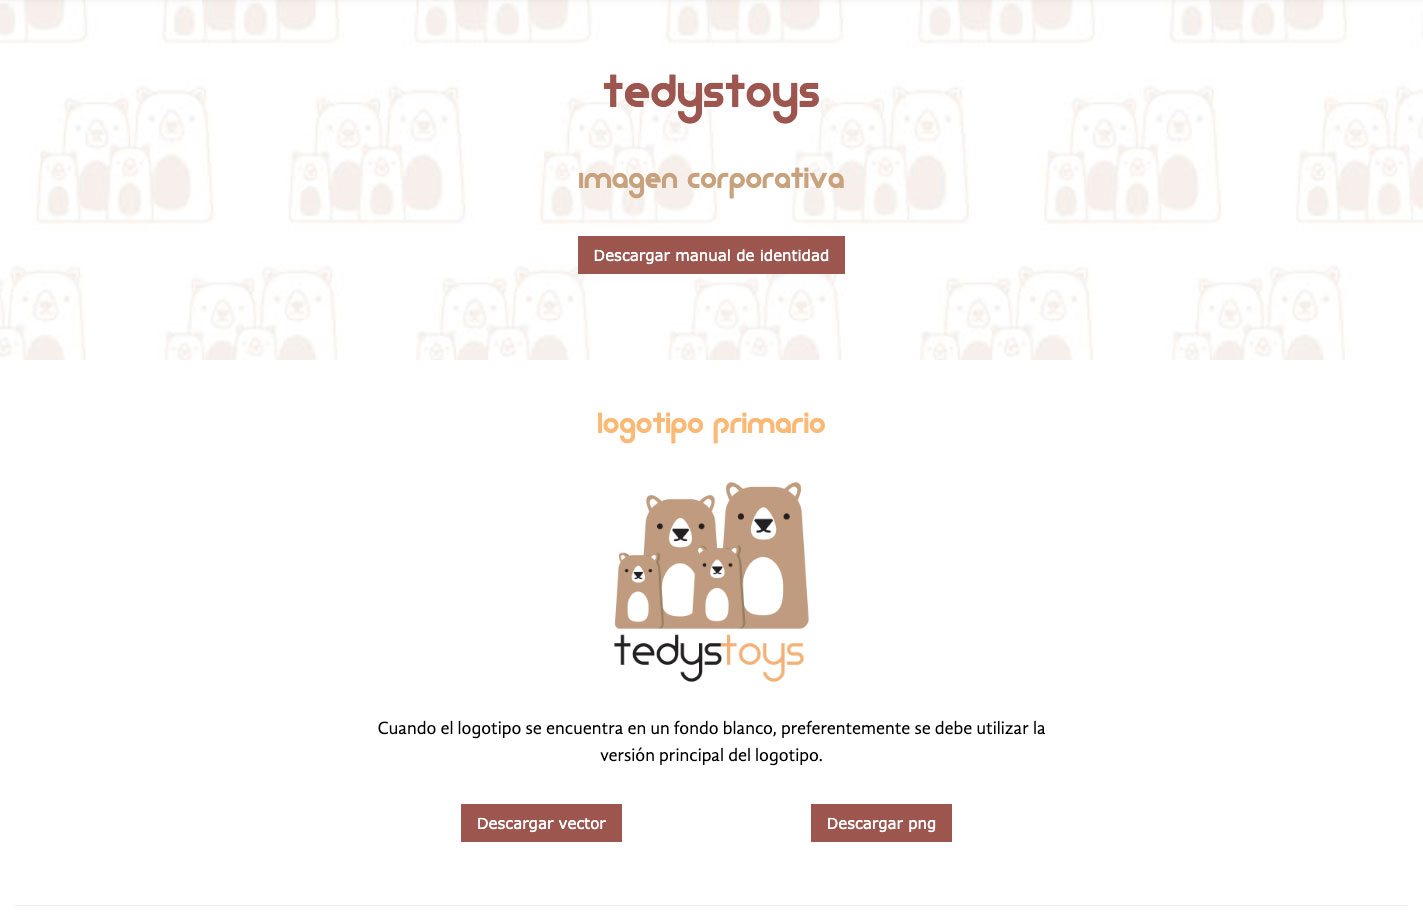 tedystoys
imagen corporativa
Descargar manual de identidad
logotipo primario
tedystoys
Cuando el logotipo se encuentra en un fondo blanco, preferentemente se debe utilizar la
versión principal del logotipo.
Descargar vector
Descargar png